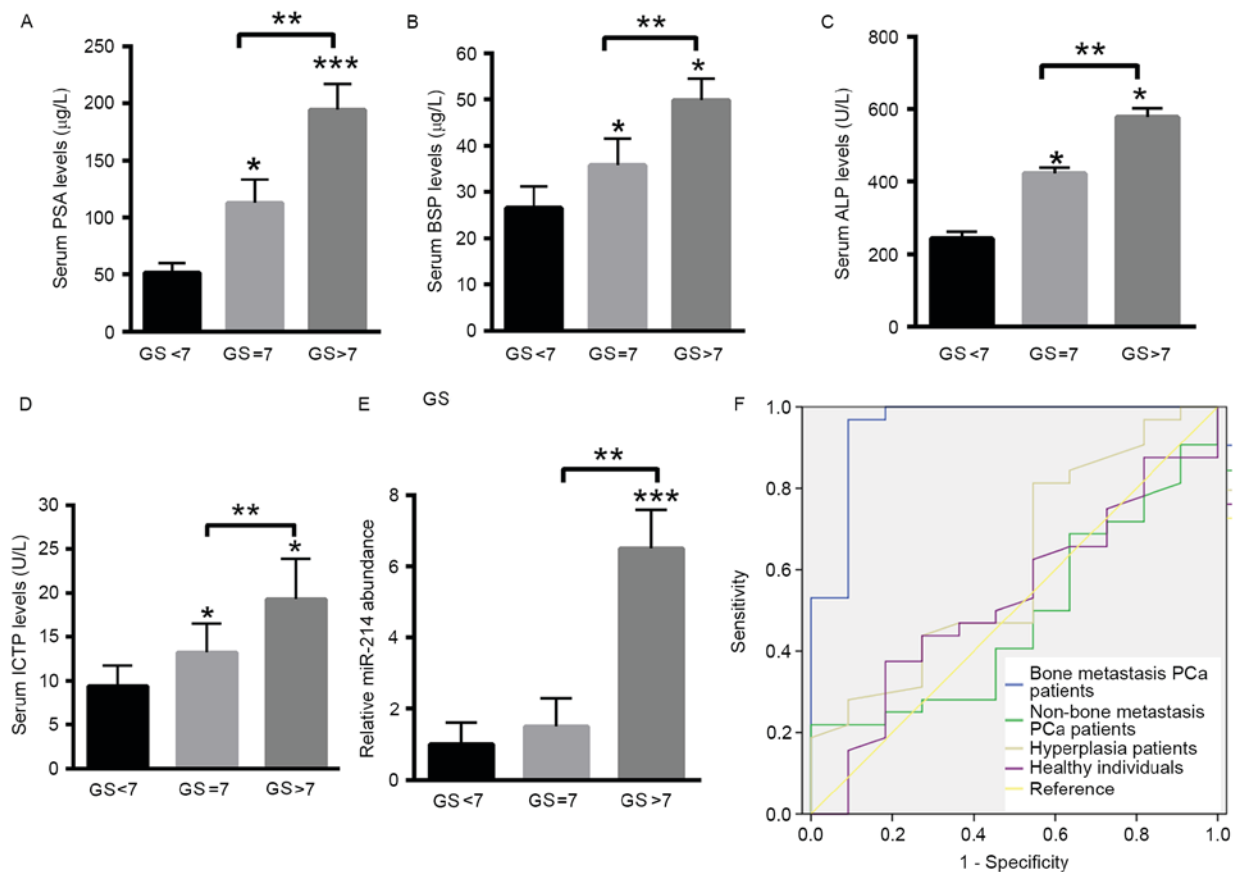 A
**
***
*
Serum PSA levels (µg/L)
250
200
150
100
50
0
GS <7
GS=7
GS>7
B
**
*
*
Serum BSP levels (µg/L)
60
50
40
30
20
10
0
GS <7
GS=7
GS>7
C
**
*
*
Serum ALP levels (U/L)
800
600
400
200
0
GS<7
GS=7
GS>7
D
**
*
*
Serum ICTP levels (U/L)
30
25
20
15
10
5
0
GS<7
GS=7
GS>7
E
GS
**
***
Relative miR-214 abundance
8
6
4
2
0
GS <7
GS=7
GS >7
F
Sensitivity
1.0
0.8
0.6
0.4
0.2
0.0
Bone metastasis PCa
patients
Non-bone metastasis
PCa patients
Hyperplasia patients
Healthy individuals
Reference
0.0
0.2
0.4
0.6
0.8
1.0
1 - Specificity